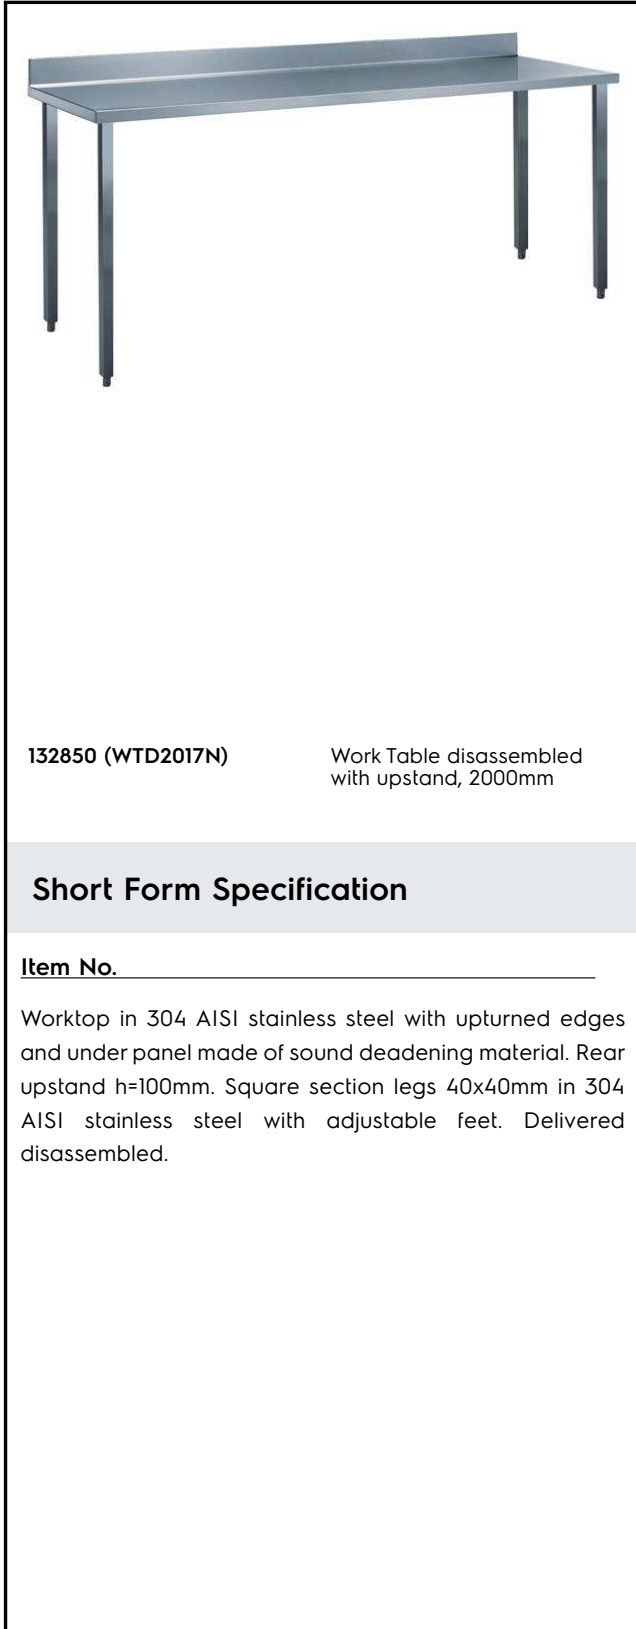 132850 (WTD2017N)
Work Table disassembled
with upstand, 2000mm
Short Form Specification
Item No.
Worktop in 304 AISI stainless steel with upturned edges
and under panel made of sound deadening material. Rear
upstand h=100mm. Square section legs 40x40mm in 304
AISI stainless steel with adjustable feet. Delivered
disassembled.